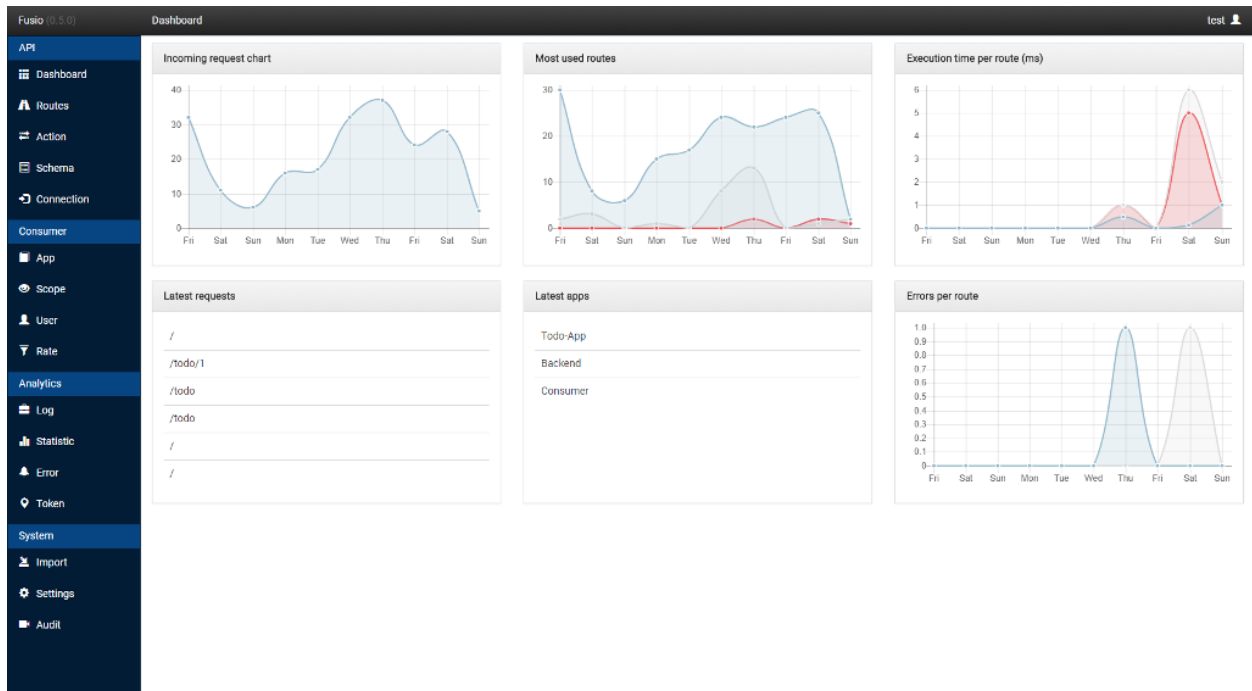 Fusio (0.5.0)
Dashboard
test
API
Dashboard
Routes
Action
Schema
Connection
Consumer
App
Scope
User
Rate
Analytics
Log
Statistic
Error
Token
System
Import
Settings
Audit
Incoming request chart
40
30
20
10
0
Fri Sat Sun Mon Tue Wed Thu Fri Sat Sun
Most used routes
30
20
10
0
Fri Sat Sun Mon Tue Wed Thu Fri Sat Sun
Execution time per route (ms)
6
5
4
3
2
1
0
Fri Sat Sun Mon Tue Wed Thu Fri Sat Sun
Latest requests
/
/todo/1
/todo
/todo
/
/
Latest apps
Todo-App
Backend
Consumer
Errors per route
1.0
0.9
0.8
0.7
0.6
0.5
0.4
0.3
0.2
0.1
0
Fri Sat Sun Mon Tue Wed Thu Fri Sat Sun